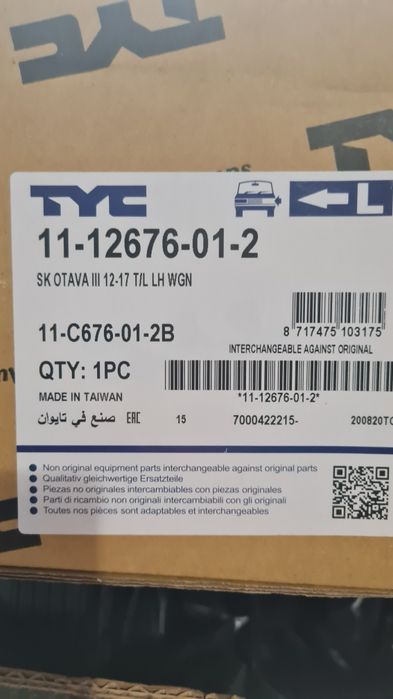 TYC
TYC
L
11-12676-01-2
SK OTAVA III 12-17 T/L LH WGN
11-C676-01-2B
8 717475 103175
INTERCHANGEABLE AGAINST ORIGINAL
QTY: 1PC
MADE IN TAIWAN
*11-12676-01-2*
صنع في تايوان EAC 15 7000422215- 200820TC
Non original equipment parts interchangeable against original parts
Qualitativ gleichwertige Ersatzteile
Piezas no originales intercambiables con piezas originales
Parti di ricambio non originali intercambiabili con gli originali
Toutes nos pièces sont adaptables et interchangeables